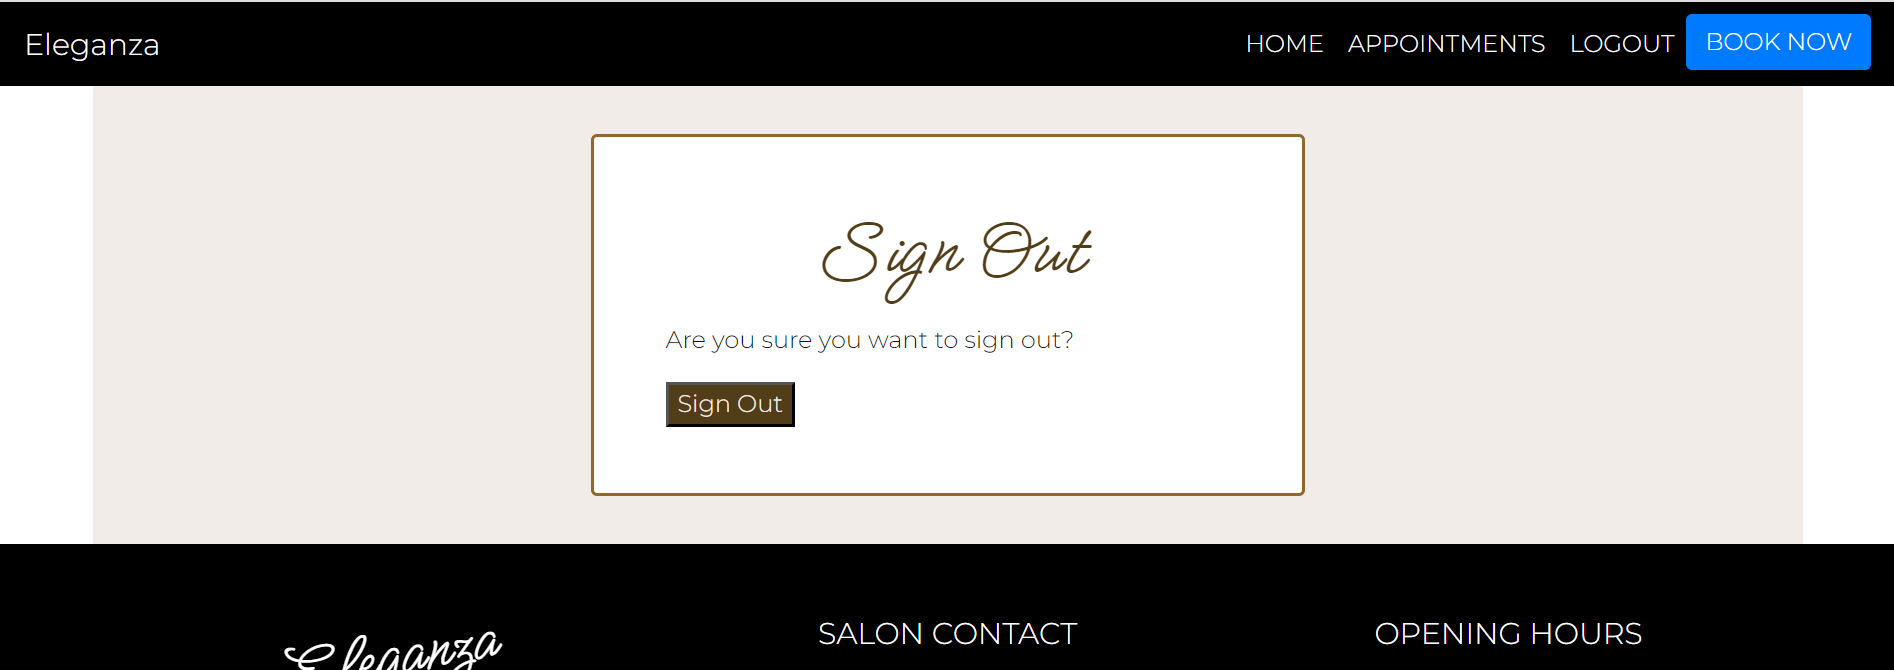 Eleganza
HOME APPOINTMENTS LOGOUT BOOK NOW
Sign Out
Are you sure you want to sign out?
Sign Out
Eleganza
SALON CONTACT
OPENING HOURS